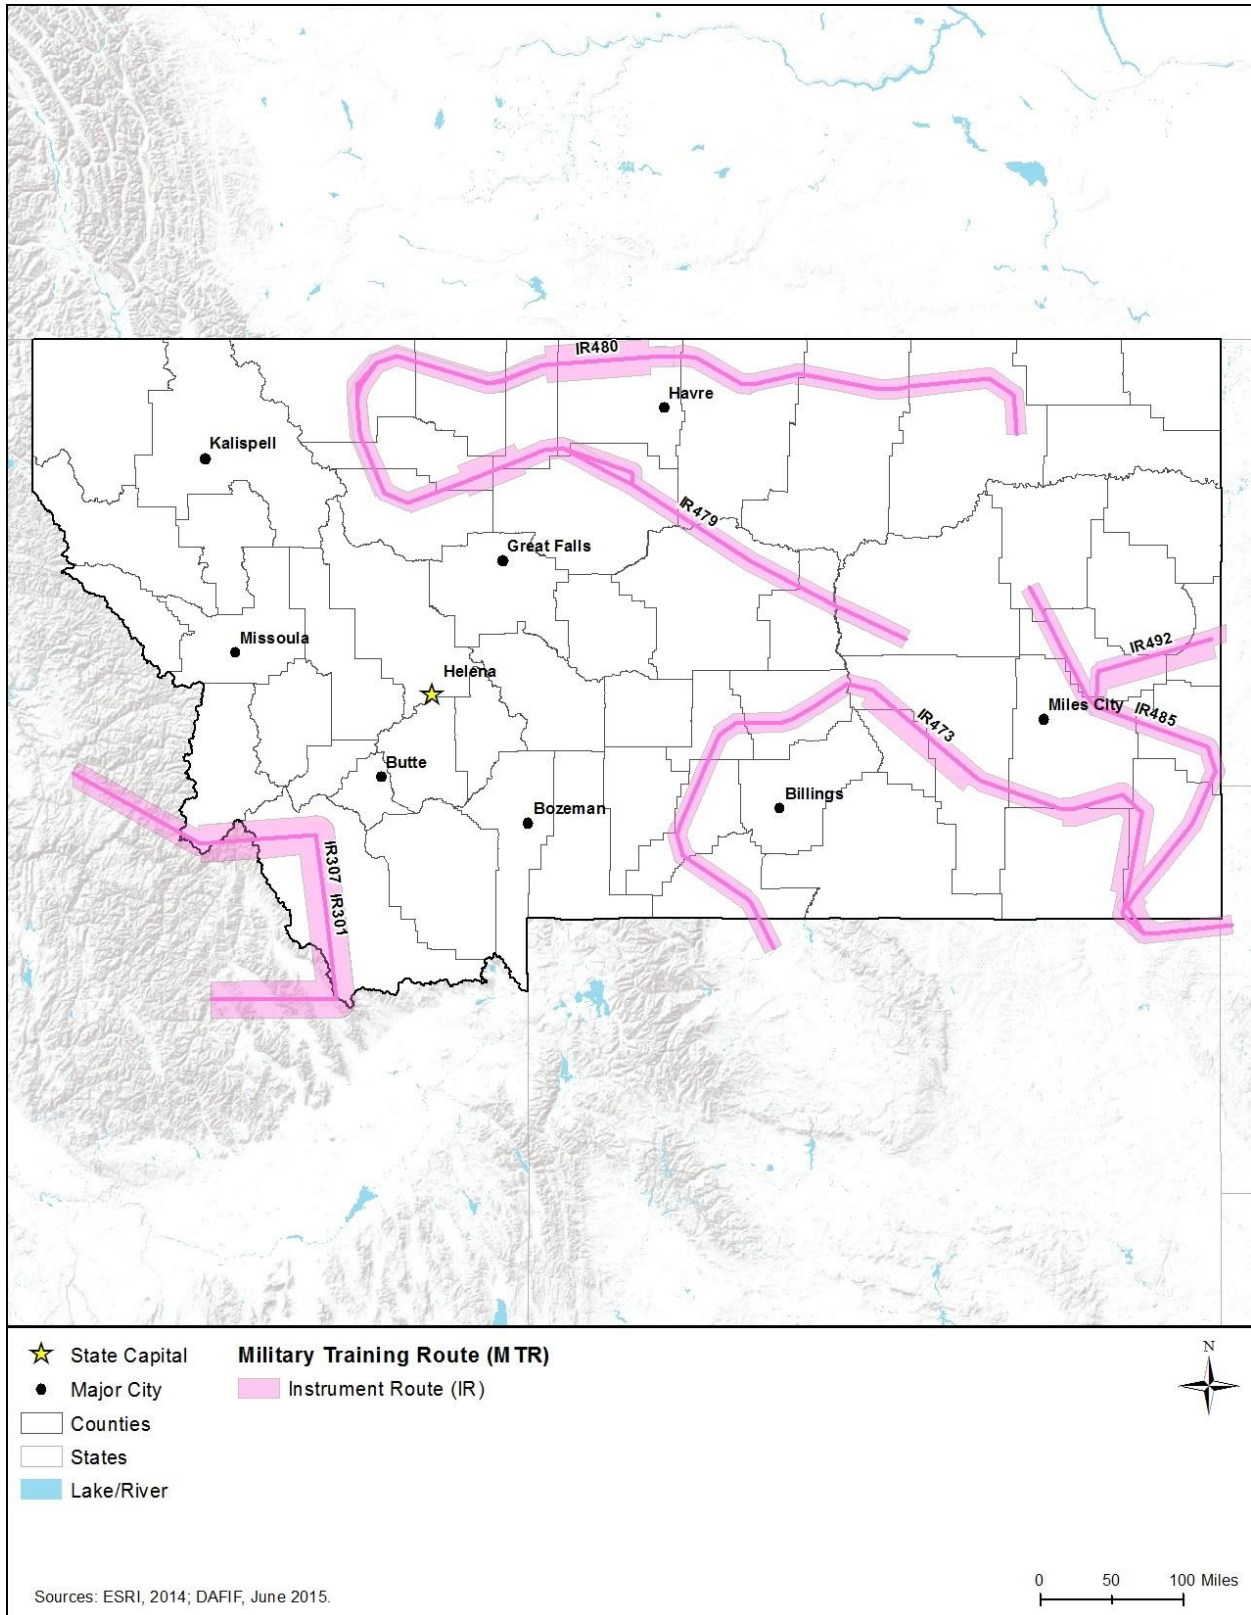 IR480
Havre
Kalispell
IR479
Great Falls
Missoula
IR492
Helena
Miles City
IR485
IR473
Butte
Billings
Bozeman
IR307 IR301
State Capital
Major City
Counties
States
Lake/River
Military Training Route (MTR)
Instrument Route (IR)
N
Sources: ESRI, 2014; DAFIF, June 2015.
0 50 100 Miles